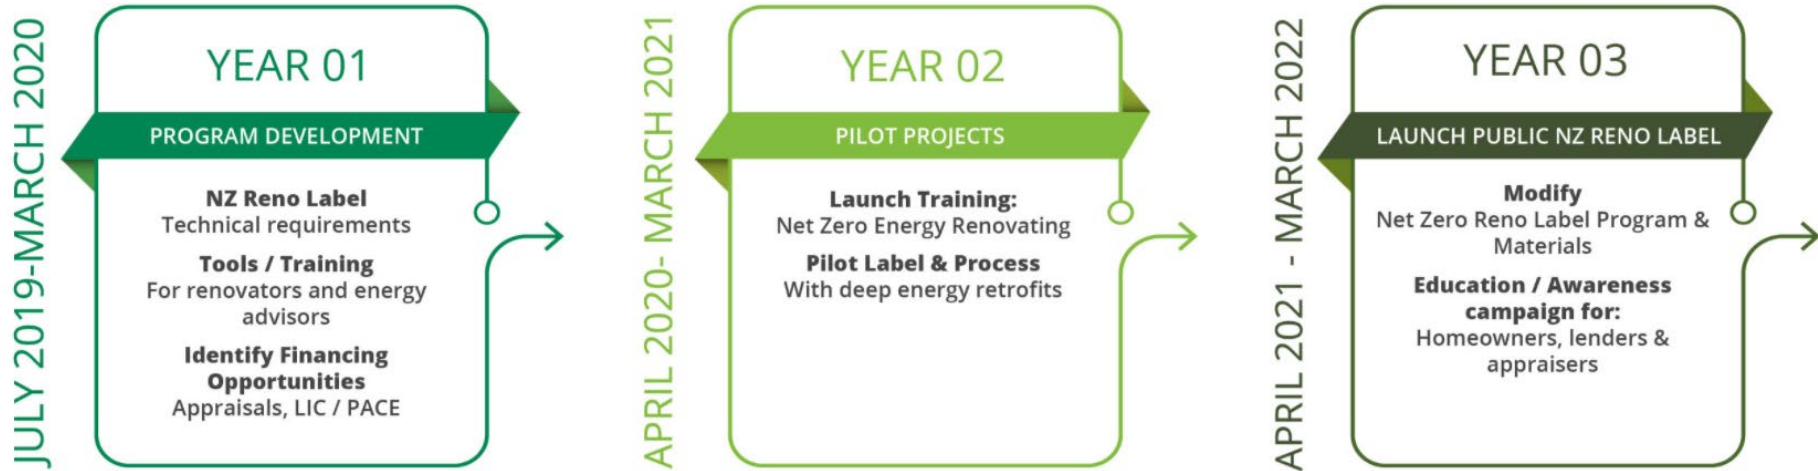 JULY 2019-MARCH 2020
YEAR 01
PROGRAM DEVELOPMENT
NZ Reno Label
Technical requirements
Tools / Training
For renovators and energy
advisors
Identify Financing
Opportunities
Appraisals, LIC / PACE
APRIL 2020- MARCH 2021
YEAR 02
PILOT PROJECTS
Launch Training:
Net Zero Energy Renovating
Pilot Label & Process
With deep energy retrofits
APRIL 2021 - MARCH 2022
YEAR 03
LAUNCH PUBLIC NZ RENO LABEL
Modify
Net Zero Reno Label Program &
Materials
Education / Awareness
campaign for:
Homeowners, lenders &
appraisers